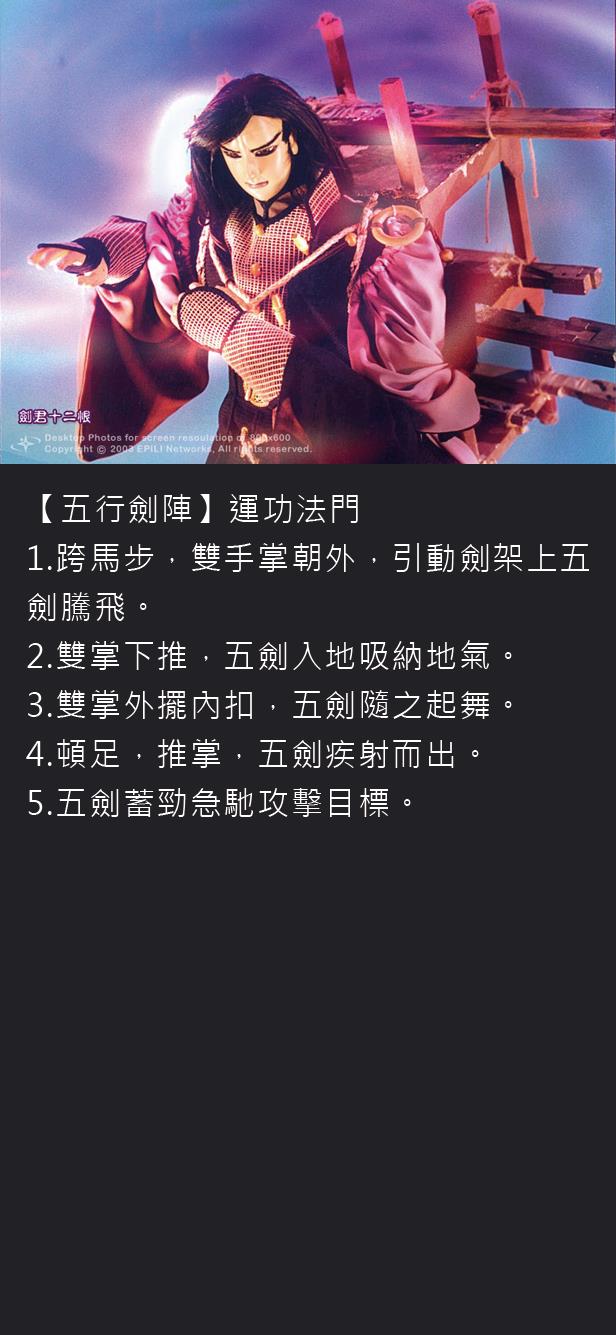 劍君十二恨
Desktop Photos for screen resoulation of 800x600
Copyright © 2003 EPILI Networks, All rights reserved.
【五行劍陣】運功法門
1.跨馬步，雙手掌朝外，引動劍架上五
劍騰飛。
2.雙掌下推，五劍入地吸納地氣。
3.雙掌外擺內扣，五劍隨之起舞。
4.頓足，推掌，五劍疾射而出。
5.五劍蓄勁急馳攻擊目標。